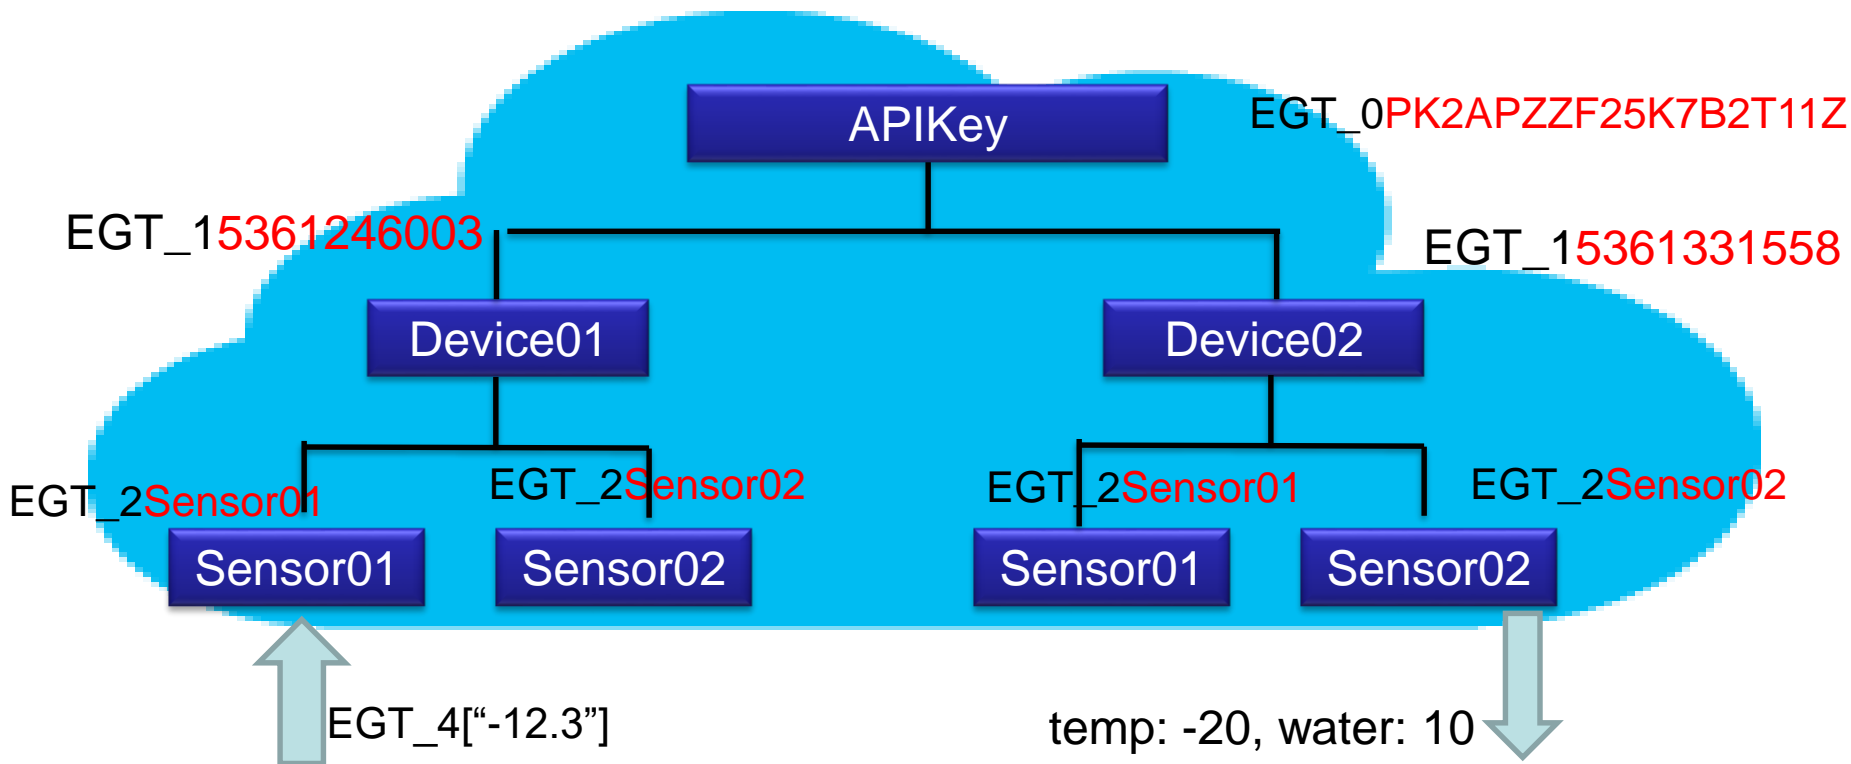 APIKey
EGT_0PK2APZZF25K7B2T11Z
EGT_15361246003
EGT_15361331558
Device01
Device02
EGT_2Sensor01
EGT_2Sensor02
EGT_2Sensor01
EGT_2Sensor02
Sensor01
Sensor02
Sensor01
Sensor02
EGT_4[“-12.3”]
temp: -20, water: 10